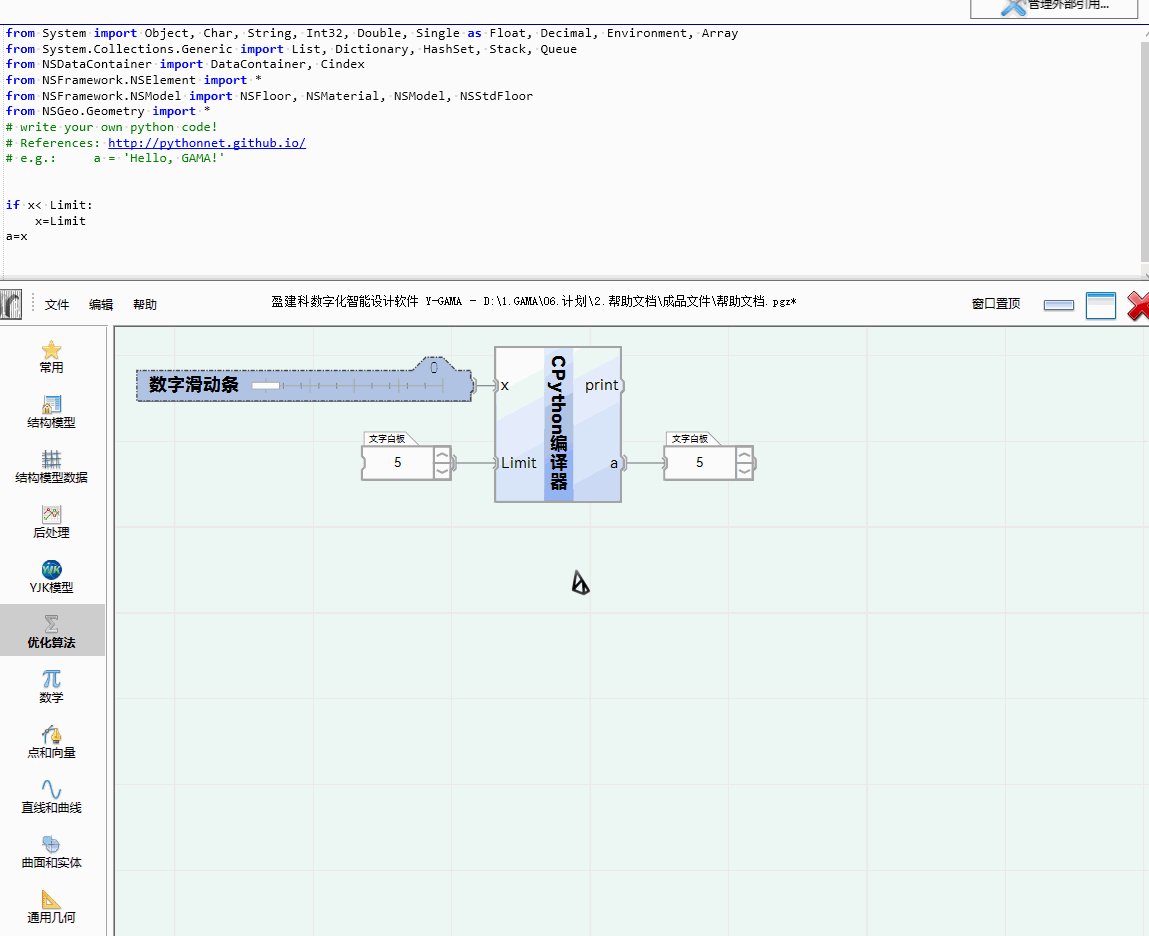 管理外部引用...
from System import Object, Char, String, Int32, Double, Single as Float, Decimal, Environment, Array
from System.Collections.Generic import List, Dictionary, HashSet, Stack, Queue
from NSDataContainer import DataContainer, Cindex
from NSFramework.NSElement import *
from NSFramework.NSModel import NSFloor, NSMaterial, NSModel, NSStdFloor
from NSGeo.Geometry import *
# write your own python code!
# References: http://pythonnet.github.io/
# e.g.:     a = 'Hello, GAMA!'
if x< Limit:
    x=Limit
a=x
文件 编辑 帮助
盈建科数字化智能设计软件 Y-GAMA - D:\1.GAMA\06.计划\2.帮助文档\成品文件\帮助文档.pgz*
窗口置顶
常用
结构模型
结构模型数据
后处理
YJK
YJK模型
优化算法
数学
点和向量
直线和曲线
曲面和实体
通用几何
数字滑动条
0
x
CPython编译器
print
文字白板
5
Limit
a
文字白板
5